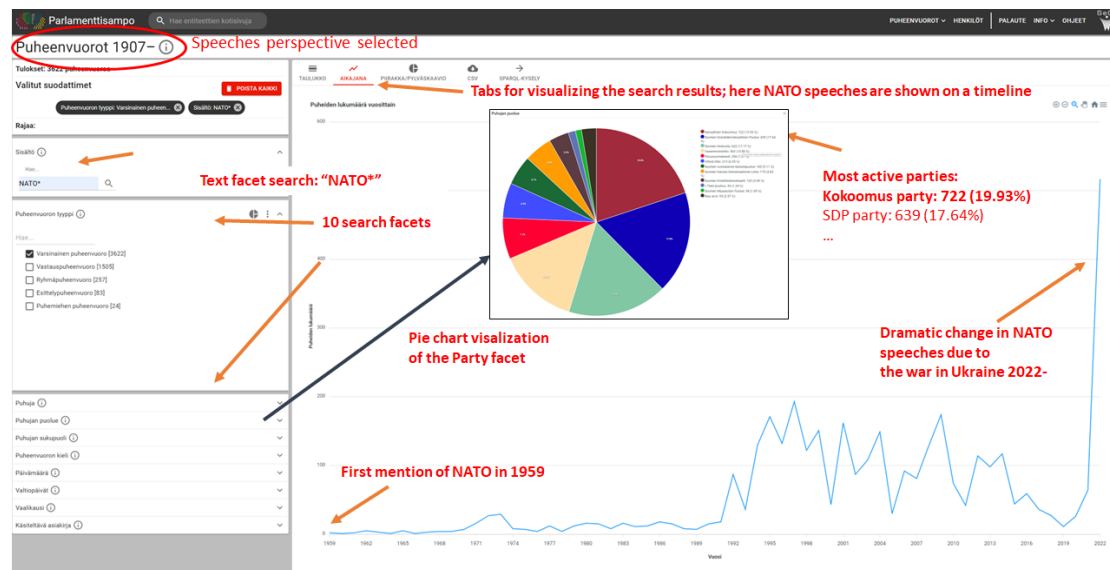 Parlamenttisampo
Hae entiteettien kotisivuja
PUHEENVUOROT
HENKILÖT
PALAUTE
INFO
OHJEET
Puheenvuorot 1907–
Speeches perspective selected
Tulokset: 3622 puheenvuoroa
Valitut suodattimet
POISTA KAIKKI
Puheenvuoron tyyppi: Varsinainen puheen...
Sisältö: NATO*
Rajaa:
TAULUKKO
AIKAJANA
PIIRAKKA/PYLVÄSKAAVIO
CSV
SPARQL-KYSELY
Tabs for visualizing the search results; here NATO speeches are shown on a timeline
Puheiden lukumäärä vuosittain
Sisältö
Hae...
NATO*
Text facet search: “NATO*”
Puheenvuoron tyyppi
10 search facets
Hae...
Varsinainen puheenvuoro [3622]
Vastauspuheenvuoro [1505]
Ryhmäpuheenvuoro [257]
Esittelypuheenvuoro [83]
Puhemiehen puheenvuoro [24]
Puhuja
Puhujan puolue
Puhujan sukupuoli
Puheenvuoron kieli
Päivämäärä
Valtiopäivät
Vaalikausi
Käsiteltävä asiakirja
Puhujan puolue
Most active parties:
Kokoomus party: 722 (19.93%)
SDP party: 639 (17.64%)
...
Pie chart visalization
of the Party facet
Dramatic change in NATO
speeches due to
the war in Ukraine 2022-
First mention of NATO in 1959
Puheiden lukumäärä
600
400
300
200
100
0
1959 1962 1965 1968 1971 1974 1977 1980 1983 1986 1989 1992 1995 1998 2001 2004 2007 2010 2013 2016 2019 2022
Vuosi